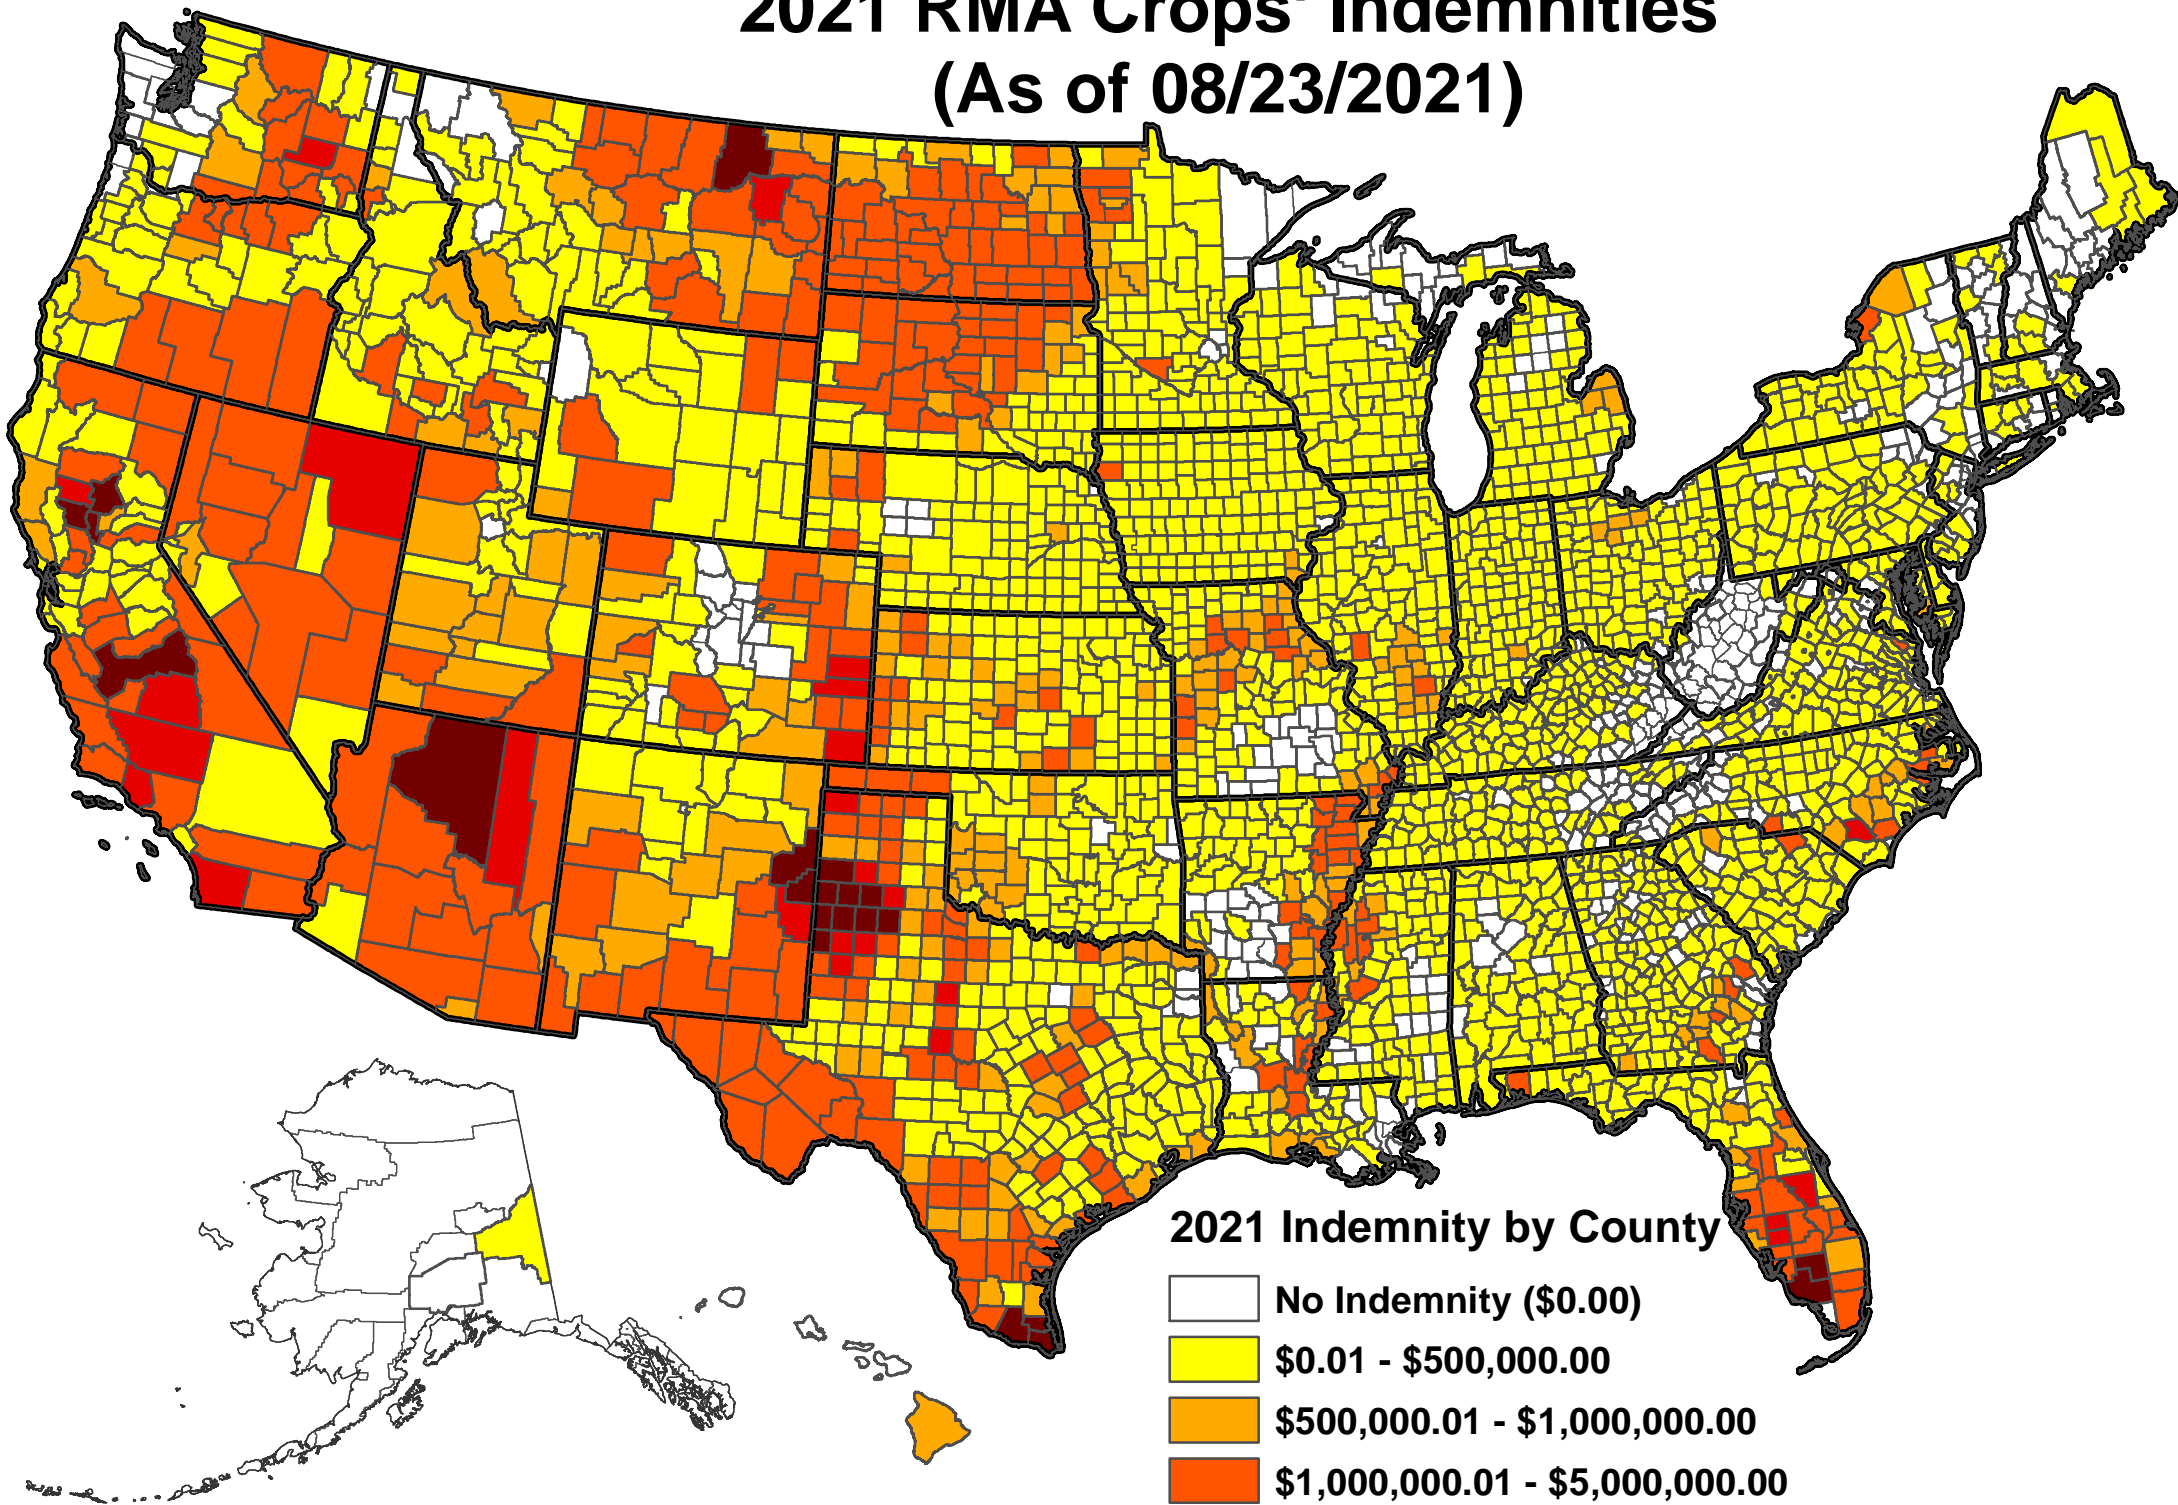 2021 RMA Crops' Indemnities
(As of 08/23/2021)
2021 Indemnity by County
No Indemnity ($0.00)
$0.01 - $500,000.00
$500,000.01 - $1,000,000.00
$1,000,000.01 - $5,000,000.00